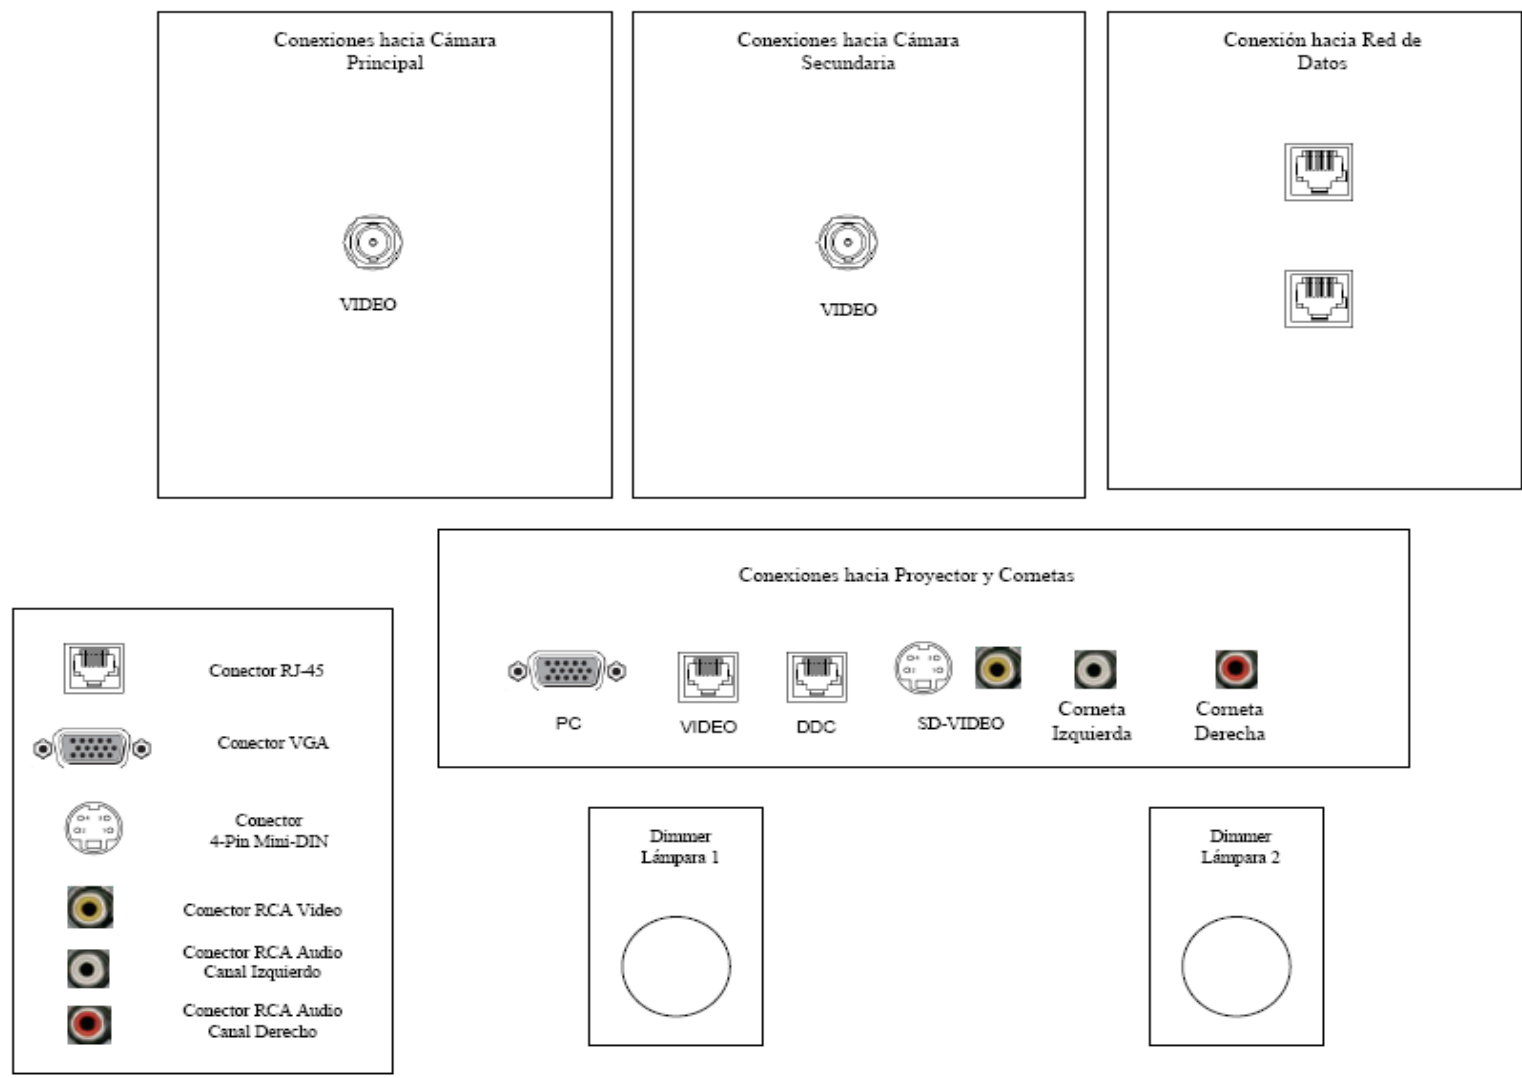 Conexiones hacia Cámara
Principal
VIDEO
Conexiones hacia Cámara
Secundaria
VIDEO
Conexión hacia Red de
Datos
Conexiones hacia Proyector y Cornetas
PC
VIDEO
DDC
SD-VIDEO
Corneta
Izquierda
Corneta
Derecha
Conector RJ-45
Conector VGA
Conector
4-Pin Mini-DIN
Conector RCA Video
Conector RCA Audio
Canal Izquierdo
Conector RCA Audio
Canal Derecho
Dimmer
Lámpara 1
Dimmer
Lámpara 2